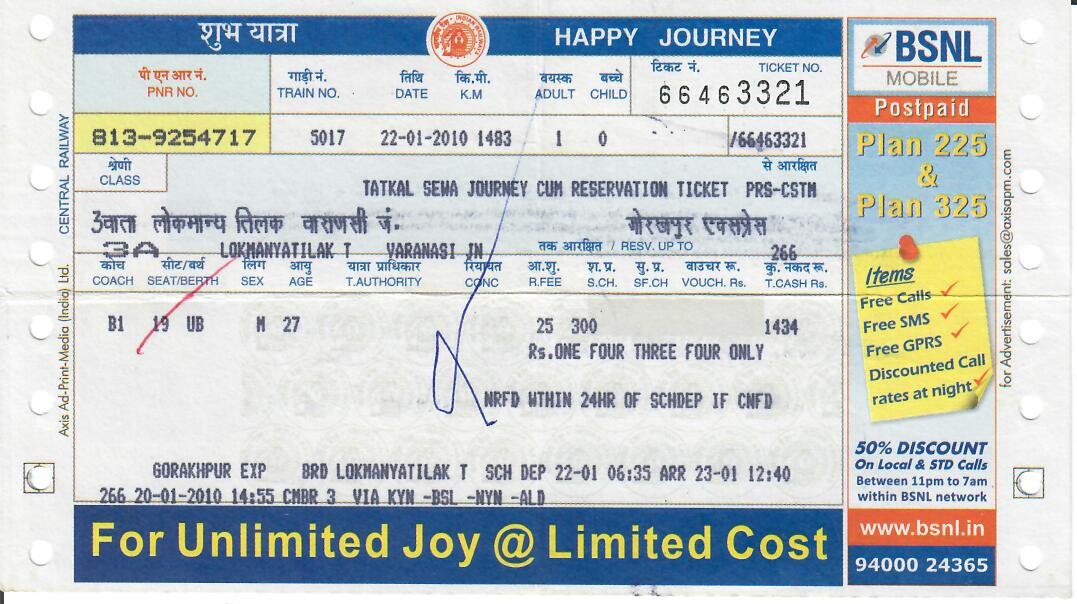 शुभ यात्रा HAPPY JOURNEY
पी एन आर नं. गाड़ी नं. तिथि कि.मी. वयस्क बच्चे टिकट नं. TICKET NO.
PNR NO. TRAIN NO. DATE K.M ADULT CHILD 66463321
813-9254717 5017 22-01-2010 1483 1 0 /66463321
श्रेणी से आरक्षित
CLASS
TATKAL SEWA JOURNEY CUM RESERVATION TICKET PRS-CSTM
3वाता लोकमान्य तिलक वाराणसी जं. गोरखपुर एक्सप्रेस
3A LOKMANYATILAK T VARANASI JN तक आरक्षित / RESV. UP TO 266
कोच सीट/बर्थ लिंग आयु यात्रा प्राधिकार रियायत आ.शु. श.प्र. सु.प्र. वाउचर रू. कु. नकद रू.
COACH SEAT/BERTH SEX AGE T.AUTHORITY CONC R.FEE S.CH. SF.CH VOUCH. Rs. T.CASH Rs.
B1 19 UB M 27 25 300 1434
Rs.ONE FOUR THREE FOUR ONLY
NRFD WTHIN 24HR OF SCHDEP IF CNFD
GORAKHPUR EXP BRD LOKMANYATILAK T SCH DEP 22-01 06:35 ARR 23-01 12:40
266 20-01-2010 14:55 CMBR 3 VIA KYN -BSL -NYN -ALD
For Unlimited Joy @ Limited Cost
CENTRAL RAILWAY
Axis Ad-Print-Media (India) Ltd.
BSNL
MOBILE
Postpaid
Plan 225
&
Plan 325
Items
Free Calls
Free SMS
Free GPRS
Discounted Call
rates at night
50% DISCOUNT
On Local & STD Calls
Between 11pm to 7am
within BSNL network
www.bsnl.in
94000 24365
for Advertisement: sales@axisapm.com